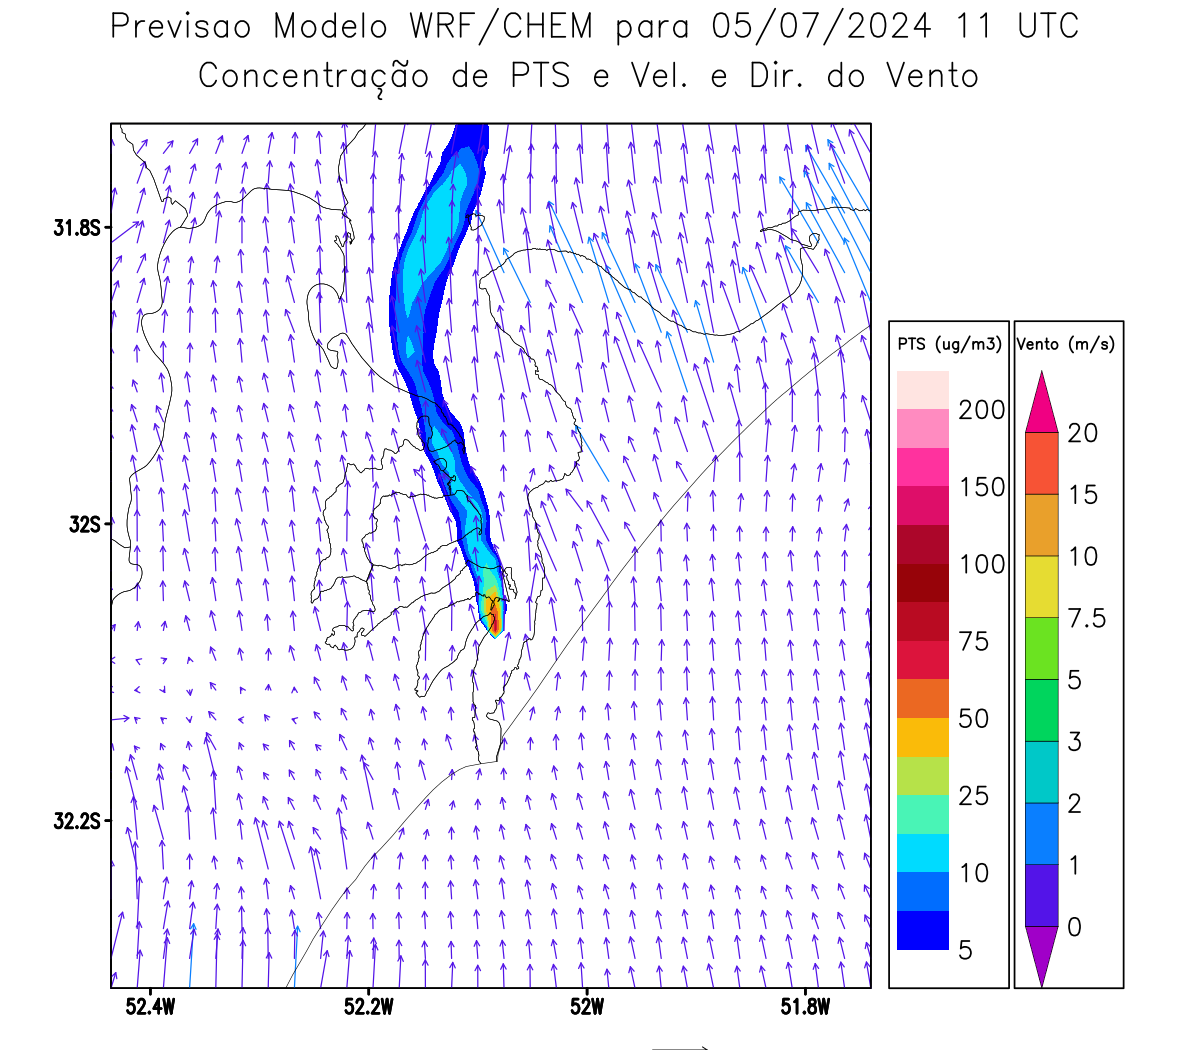 Previsao Modelo WRF/CHEM para 05/07/2024 11 UTC
Concentração de PTS e Vel. e Dir. do Vento
31.8S
32S
32.2S
52.4W
52.2W
52W
51.8W
PTS (ug/m3)
200
150
100
75
50
25
10
5
Vento (m/s)
20
15
10
7.5
5
3
2
1
0